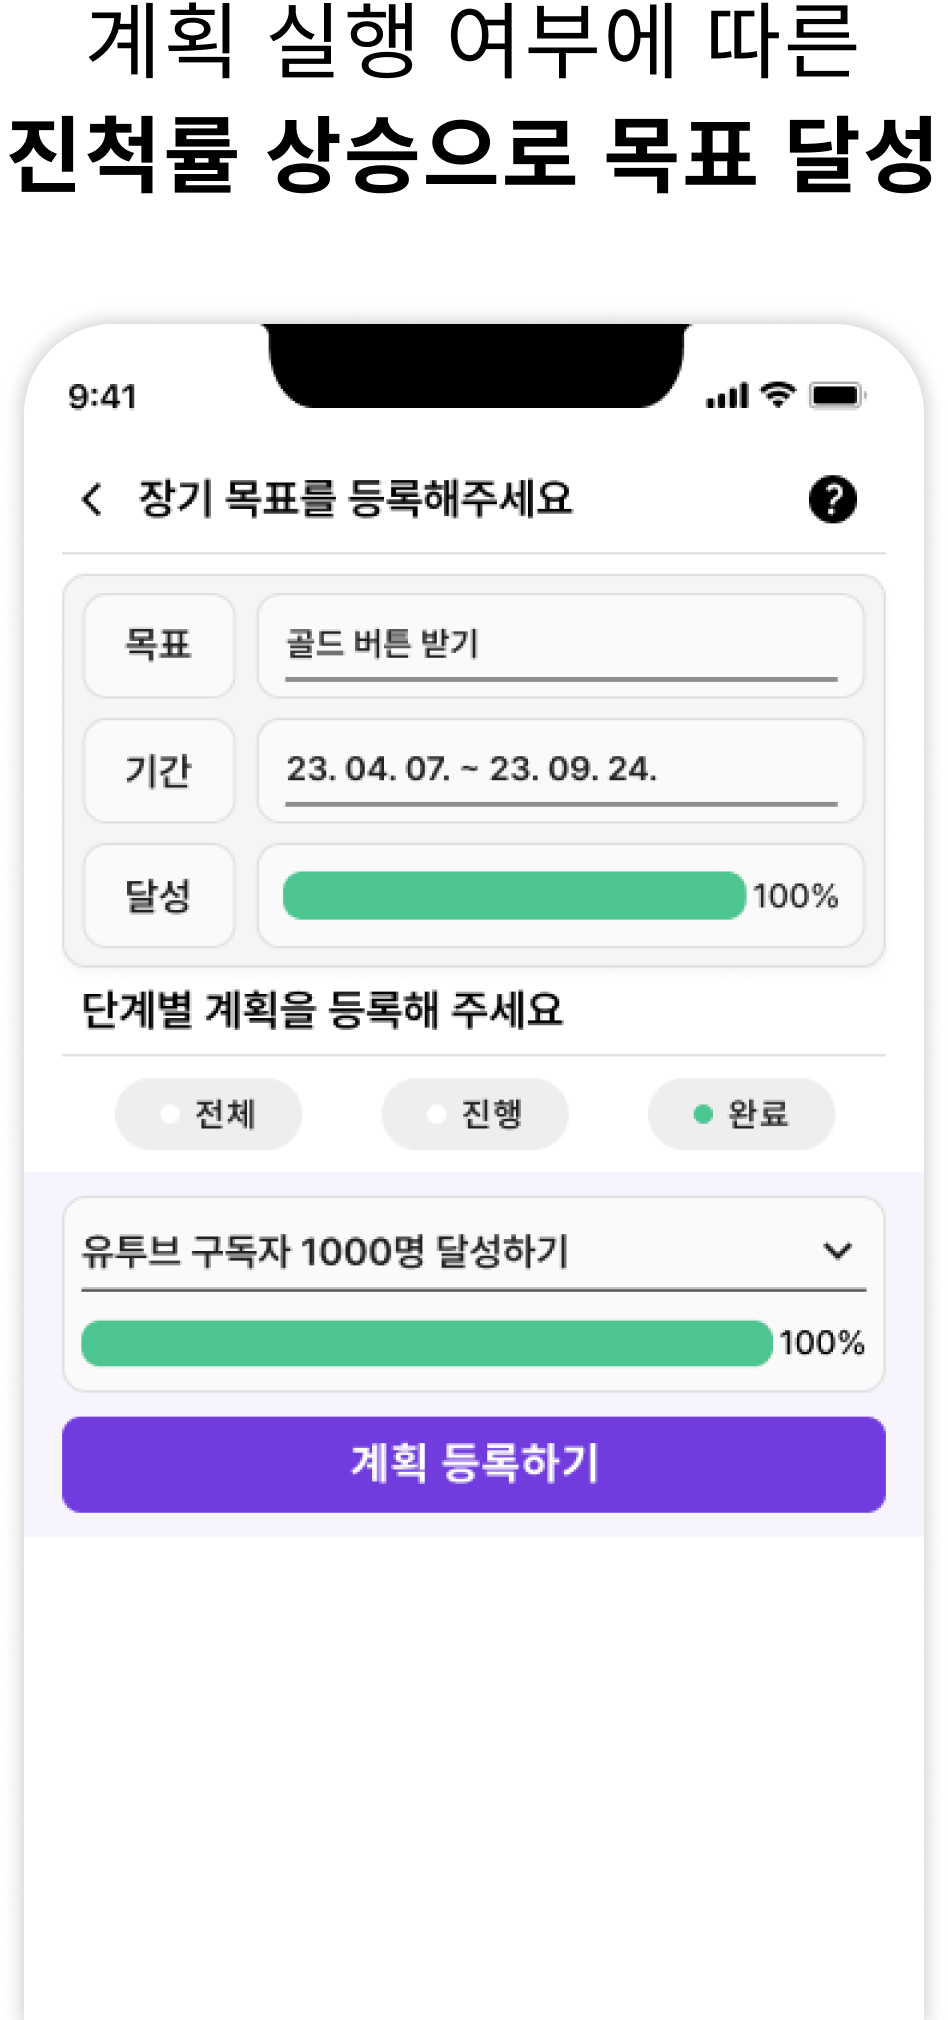 계획 실행 여부에 따른
진척률 상승으로 목표 달성
9:41
장기 목표를 등록해주세요
?
목표
골드 버튼 받기
기간
23. 04. 07. ~ 23. 09. 24.
달성
100%
단계별 계획을 등록해 주세요
전체 진행 완료
유투브 구독자 1000명 달성하기
100%
계획 등록하기